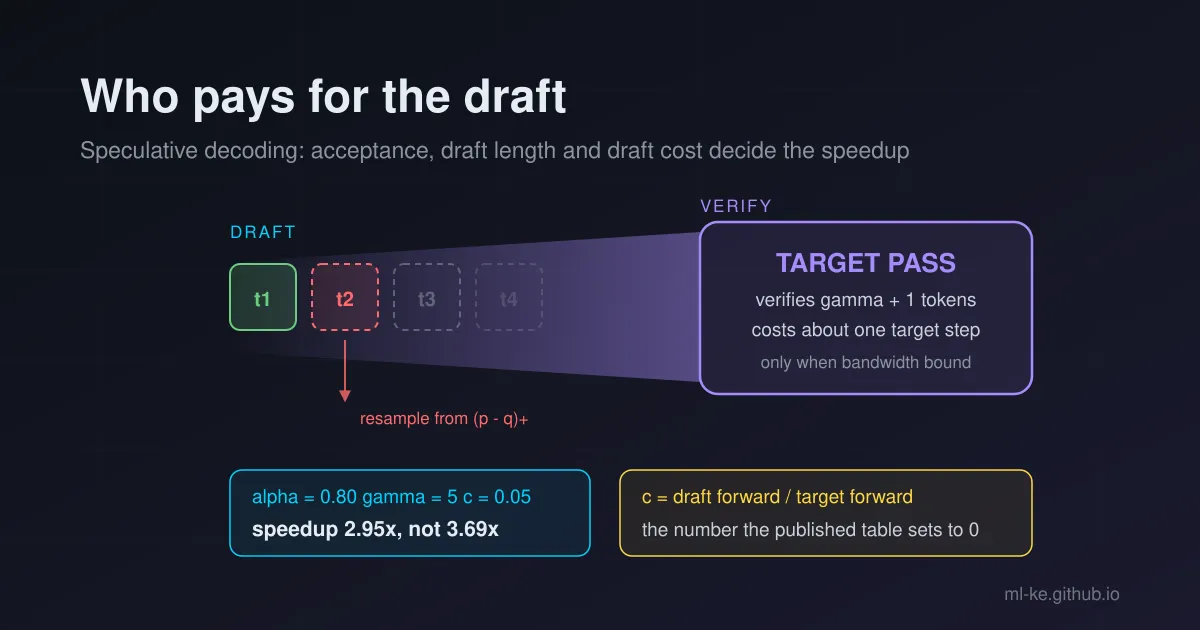 Who pays for the draft
Speculative decoding: acceptance, draft length and draft cost decide the speedup
DRAFT
VERIFY
t1
t2
t3
t4
TARGET PASS
verifies gamma + 1 tokens
costs about one target step
only when bandwidth bound
resample from (p - q)+
alpha = 0.80 gamma = 5 c = 0.05
speedup 2.95x, not 3.69x
c = draft forward / target forward
the number the published table sets to 0
ml-ke.github.io